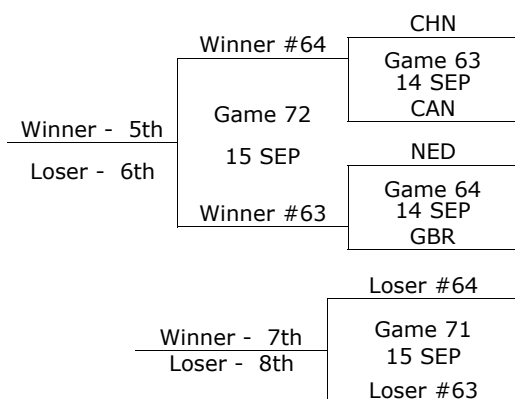 CHN
Winner #64
Game 63
14 SEP
CAN
Game 72
Winner - 5th
15 SEP
NED
Loser - 6th
Game 64
Winner #63
14 SEP
GBR
Loser #64
Game 71
Winner - 7th
15 SEP
Loser - 8th
Loser #63